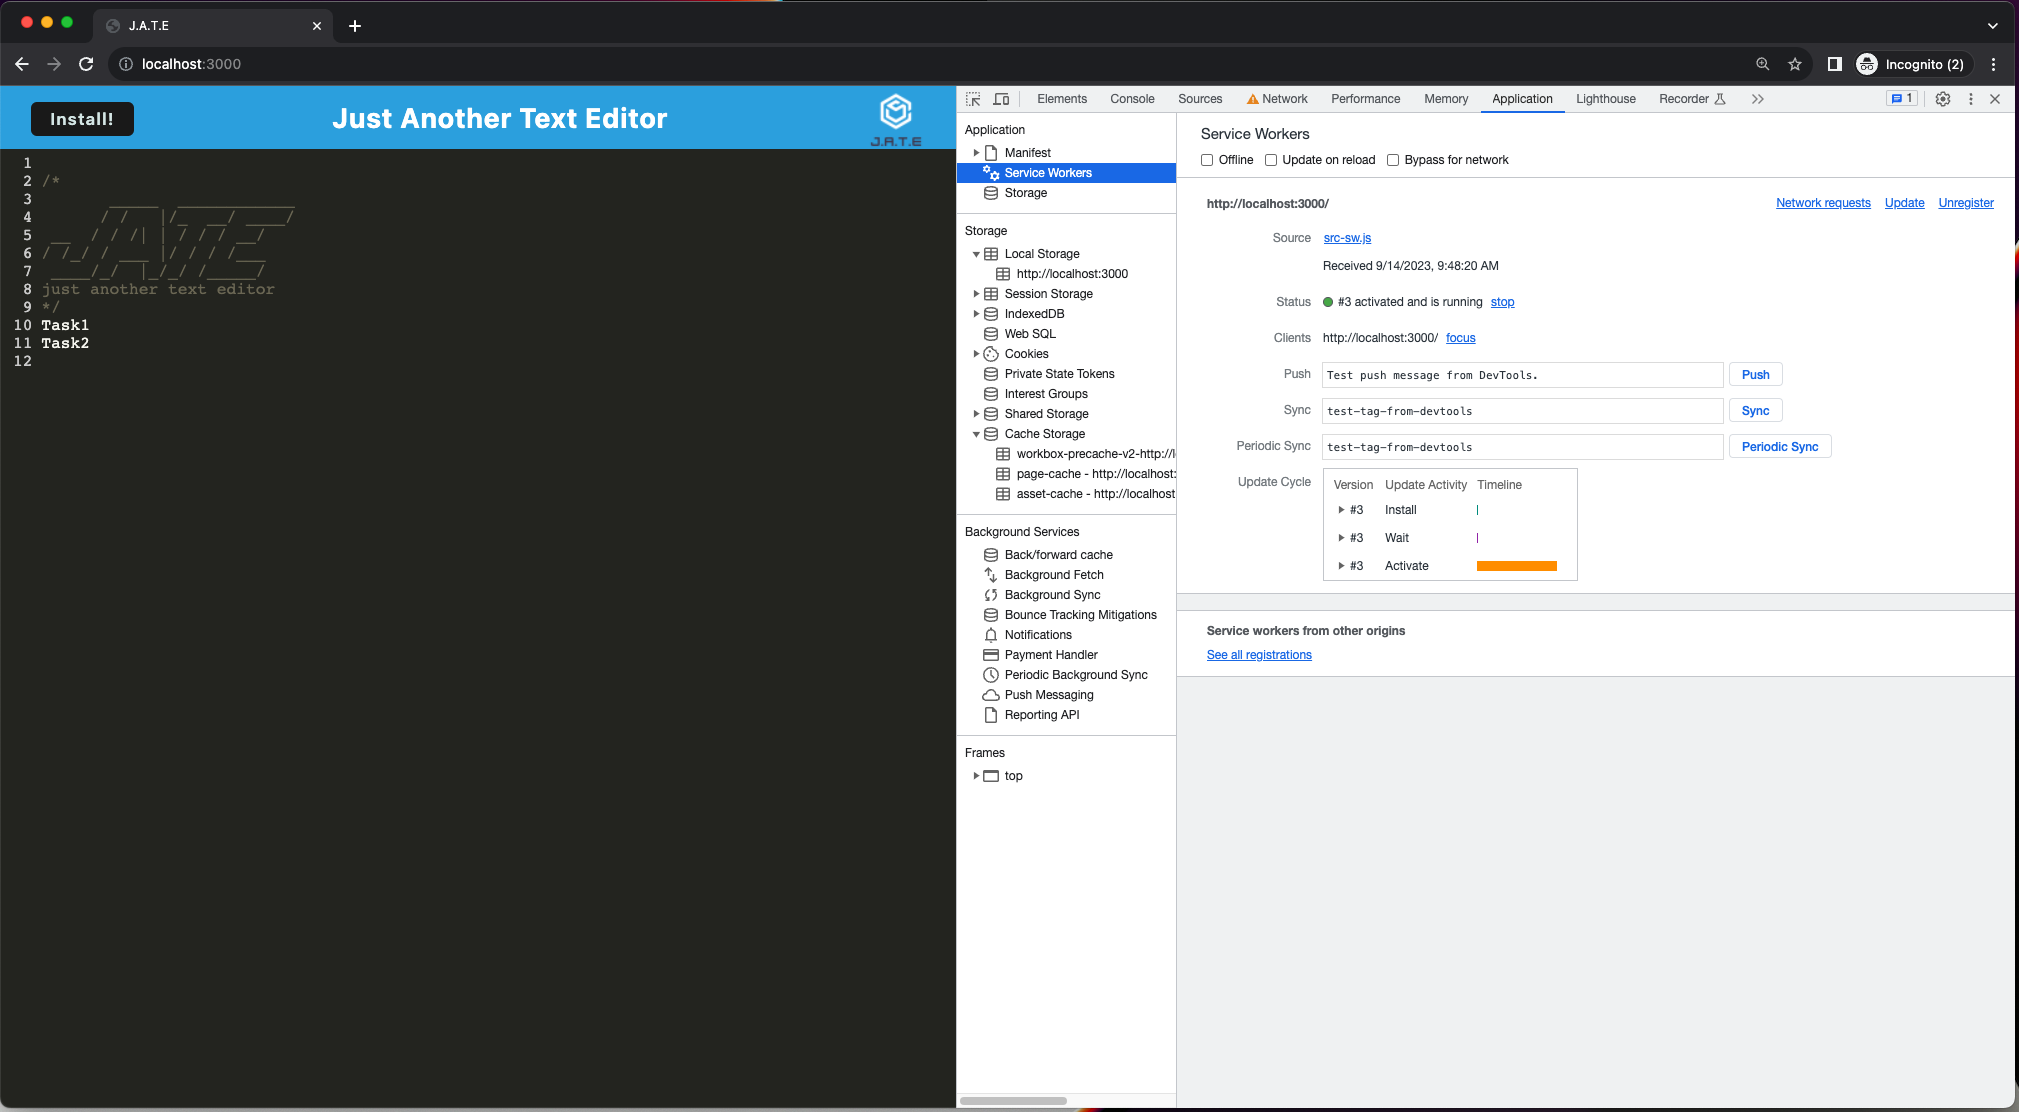 J.A.T.E
localhost:3000
Incognito (2)
Install!
Just Another Text Editor
J.A.T.E
1
2 /*
3
4
5
6
7
8 just another text editor
9 */
10 Task1
11 Task2
12
Elements Console Sources Network Performance Memory Application Lighthouse Recorder 1
Application
Manifest
Service Workers
Storage
Storage
Local Storage
http://localhost:3000
Session Storage
IndexedDB
Web SQL
Cookies
Private State Tokens
Interest Groups
Shared Storage
Cache Storage
workbox-precache-v2-http://l
page-cache - http://localhost:
asset-cache - http://localhost
Background Services
Back/forward cache
Background Fetch
Background Sync
Bounce Tracking Mitigations
Notifications
Payment Handler
Periodic Background Sync
Push Messaging
Reporting API
Frames
top
Service Workers
Offline Update on reload Bypass for network
http://localhost:3000/ Network requests Update Unregister
Source src-sw.js
Received 9/14/2023, 9:48:20 AM
Status #3 activated and is running stop
Clients http://localhost:3000/ focus
Push Test push message from DevTools. Push
Sync test-tag-from-devtools Sync
Periodic Sync test-tag-from-devtools Periodic Sync
Update Cycle Version Update Activity Timeline
#3 Install
#3 Wait
#3 Activate
Service workers from other origins
See all registrations